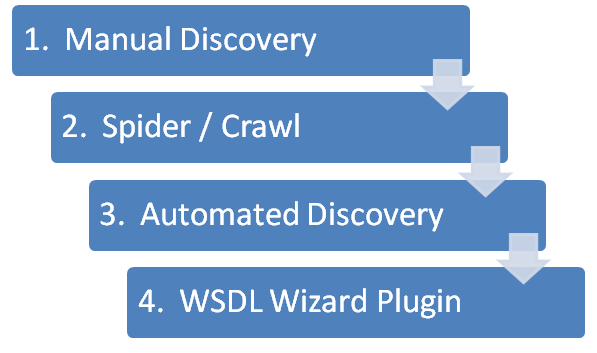 1. Manual Discovery
2. Spider / Crawl
3. Automated Discovery
4. WSDL Wizard Plugin